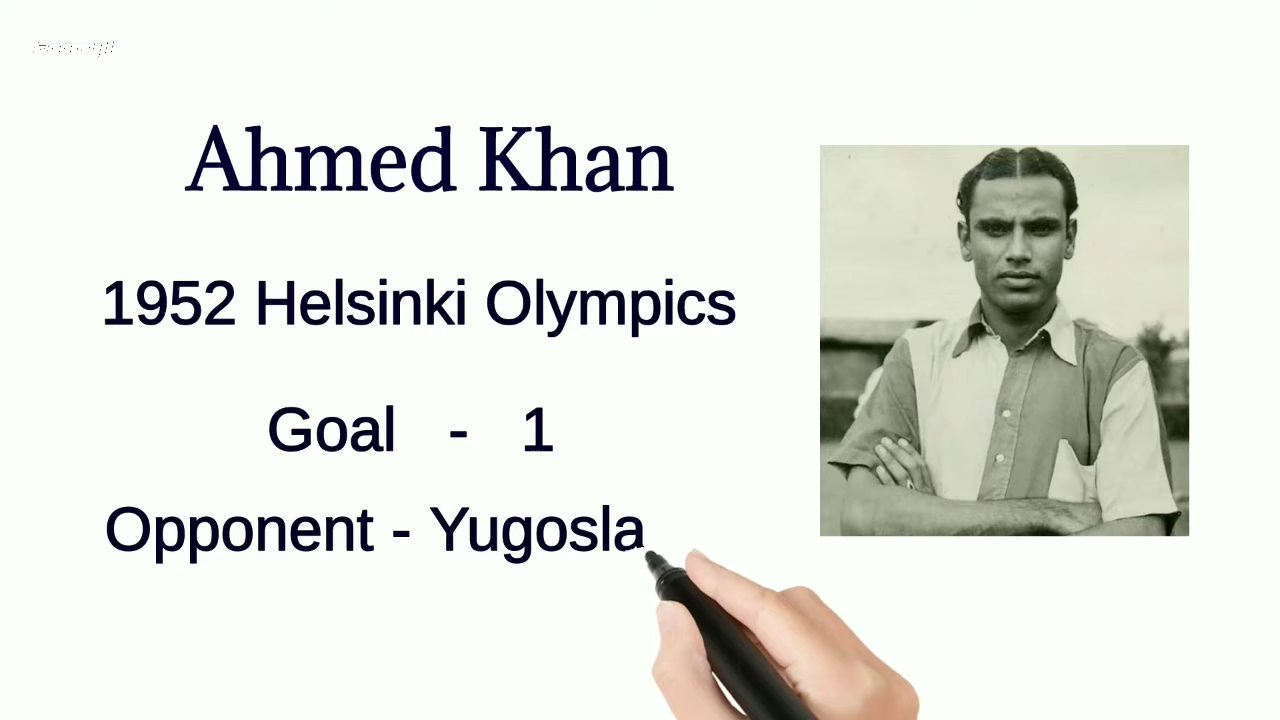 Ahmed Khan
1952 Helsinki Olympics
Goal - 1
Opponent - Yugosla